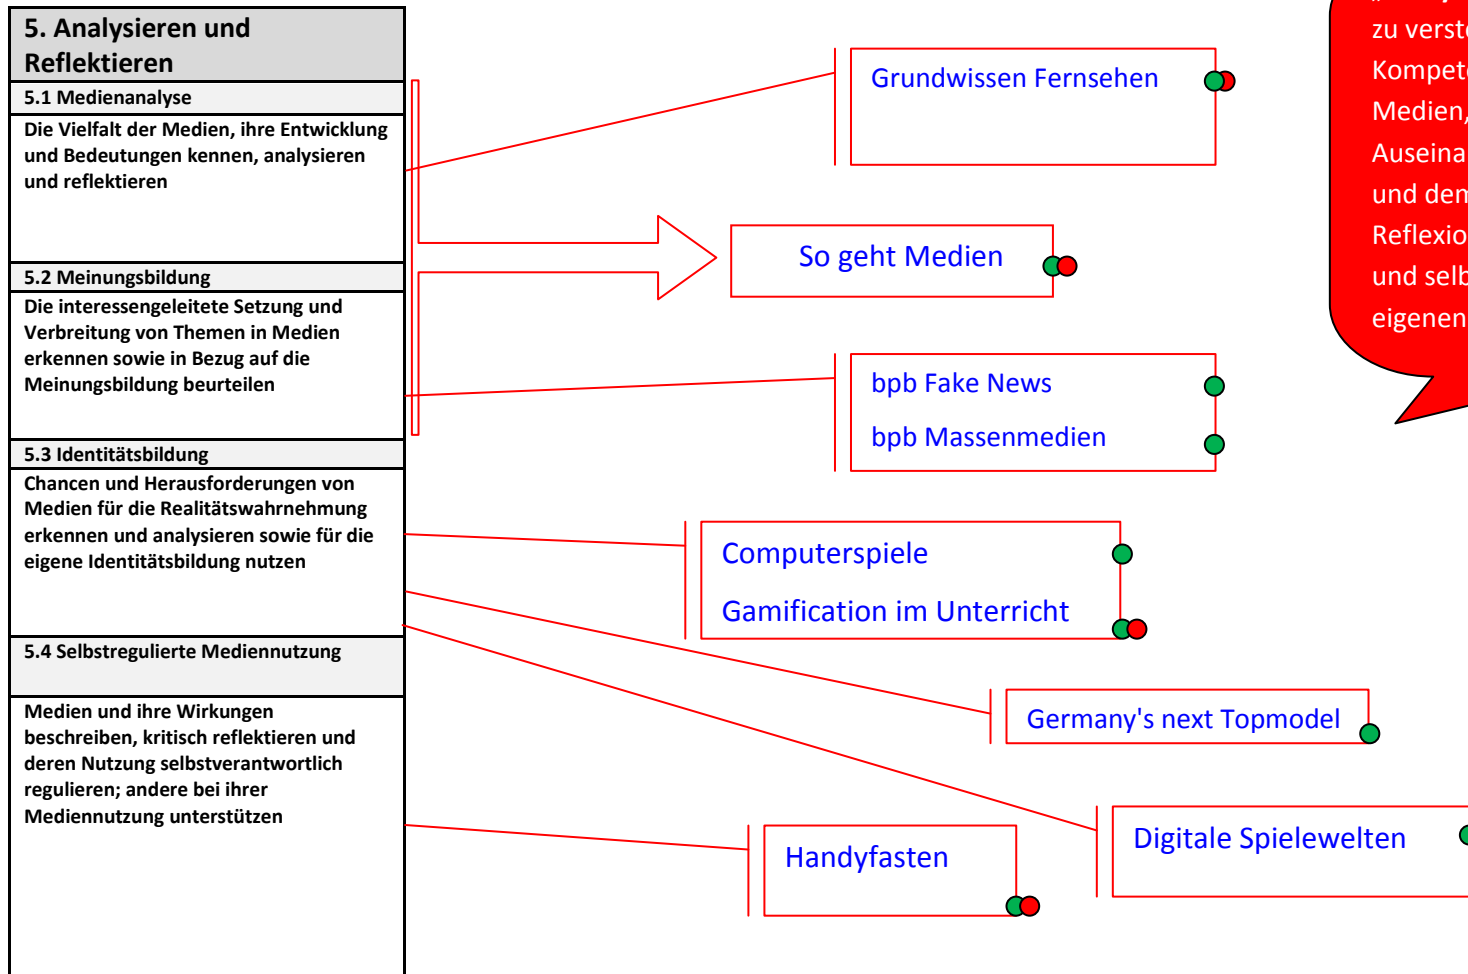 5. Analysieren und
Reflektieren
5.1 Medienanalyse
Die Vielfalt der Medien, ihre Entwicklung
und Bedeutungen kennen, analysieren
und reflektieren
5.2 Meinungsbildung
Die interessengeleitete Setzung und
Verbreitung von Themen in Medien
erkennen sowie in Bezug auf die
Meinungsbildung beurteilen
5.3 Identitätsbildung
Chancen und Herausforderungen von
Medien für die Realitätswahrnehmung
erkennen und analysieren sowie für die
eigene Identitätsbildung nutzen
5.4 Selbstregulierte Mediennutzung
Medien und ihre Wirkungen
beschreiben, kritisch reflektieren und
deren Nutzung selbstverantwortlich
regulieren; andere bei ihrer
Mediennutzung unterstützen
Grundwissen Fernsehen
So geht Medien
bpb Fake News
bpb Massenmedien
Computerspiele
Gamification im Unterricht
Germany's next Topmodel
Digitale Spielewelten
Handyfasten
zu verst
Kompet
Medien,
Auseina
und dem
Reflexio
und selb
eigenen